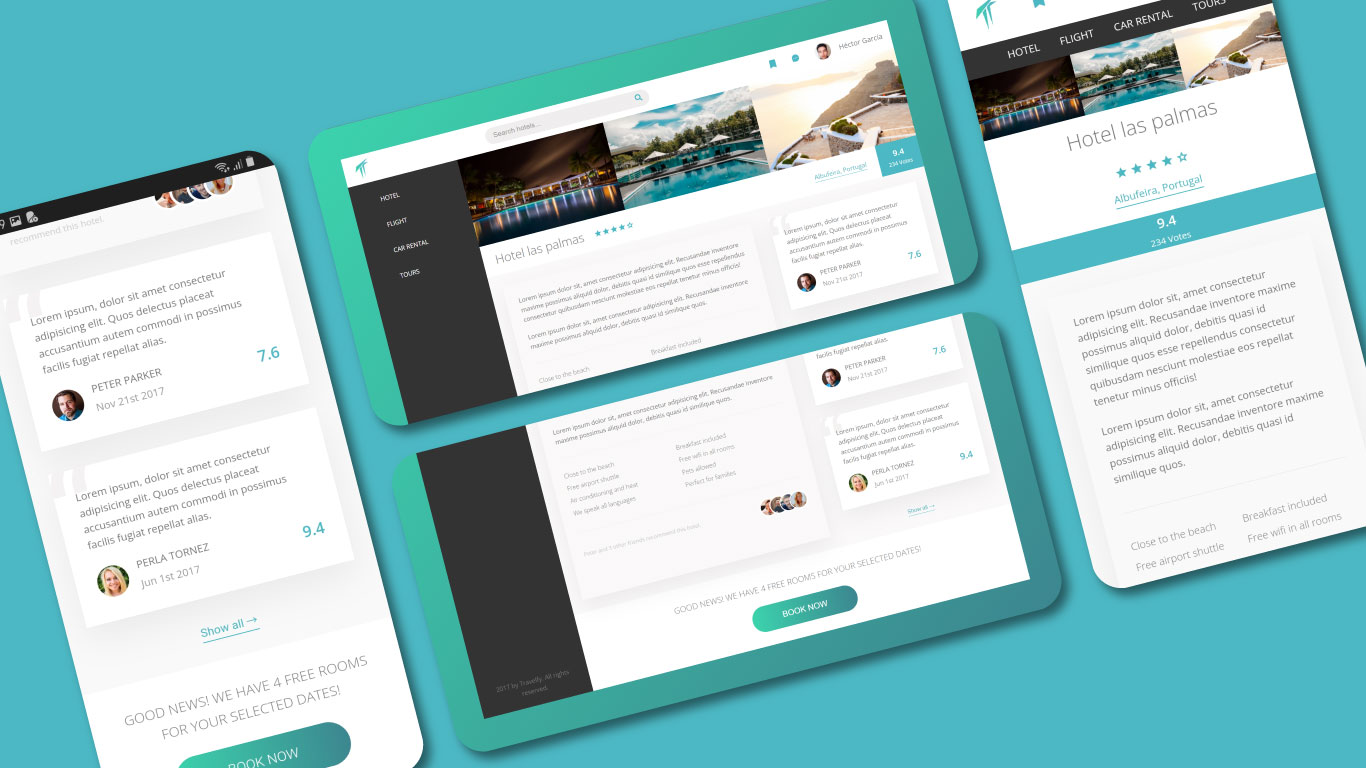 recommend this hotel.
Lorem ipsum, dolor sit amet consectetur
adipisicing elit. Quos delectus placeat
accusantium autem commodi in possimus
facilis fugiat repellat alias.
PETER PARKER
Nov 21st 2017
7.6
Lorem ipsum, dolor sit amet consectetur
adipisicing elit. Quos delectus placeat
accusantium autem commodi in possimus
facilis fugiat repellat alias.
PERLA TORNEZ
Jun 1st 2017
9.4
Show all →
GOOD NEWS! WE HAVE 4 FREE ROOMS
FOR YOUR SELECTED DATES!
BOOK NOW
Search hotels...
Héctor García
HOTEL
FLIGHT
CAR RENTAL
TOURS
Hotel las palmas
Albufeira, Portugal
9.4
234 Votes
Lorem ipsum dolor sit, amet consectetur adipisicing elit. Recusandae inventore
maxime possimus aliquid dolor, debitis quasi id similique quos esse repellendus
consectetur quibusdam nesciunt molestiae eos repellat tenetur minus officiis!
Lorem ipsum dolor sit, amet consectetur adipisicing elit. Recusandae inventore
maxime possimus aliquid dolor, debitis quasi id similique quos.
Breakfast included
Close to the beach
Lorem ipsum, dolor sit amet consectetur
adipisicing elit. Quos delectus placeat
accusantium autem commodi in possimus
facilis fugiat repellat alias.
PETER PARKER
Nov 21st 2017
7.6
Lorem ipsum dolor sit, amet consectetur adipisicing elit. Recusandae inventore
maxime possimus aliquid dolor, debitis quasi id similique quos.
Close to the beach
Breakfast included
Free airport shuttle
Free wifi in all rooms
Air conditioning and heat
Pets allowed
We speak all languages
Perfect for families
and 3 other friends recommend this hotel.
facilis fugiat repellat alias.
PETER PARKER
Nov 21st 2017
7.6
Lorem ipsum, dolor sit amet consectetur
adipisicing elit. Quos delectus placeat
accusantium autem commodi in possimus
facilis fugiat repellat alias.
PERLA TORNEZ
Jun 1st 2017
9.4
Show all →
GOOD NEWS! WE HAVE 4 FREE ROOMS FOR YOUR SELECTED DATES!
BOOK NOW
2017 by Travelfly. All rights
reserved.
HOTEL
FLIGHT
CAR RENTAL
TOURS
Hotel las palmas
Albufeira, Portugal
9.4
234 Votes
Lorem ipsum dolor sit, amet consectetur
adipisicing elit. Recusandae inventore maxime
possimus aliquid dolor, debitis quasi id
similique quos esse repellendus consectetur
quibusdam nesciunt molestiae eos repellat
tenetur minus officiis!
Lorem ipsum dolor sit, amet consectetur
adipisicing elit. Recusandae inventore maxime
possimus aliquid dolor, debitis quasi id
similique quos.
Close to the beach
Breakfast included
Free airport shuttle
Free wifi in all rooms